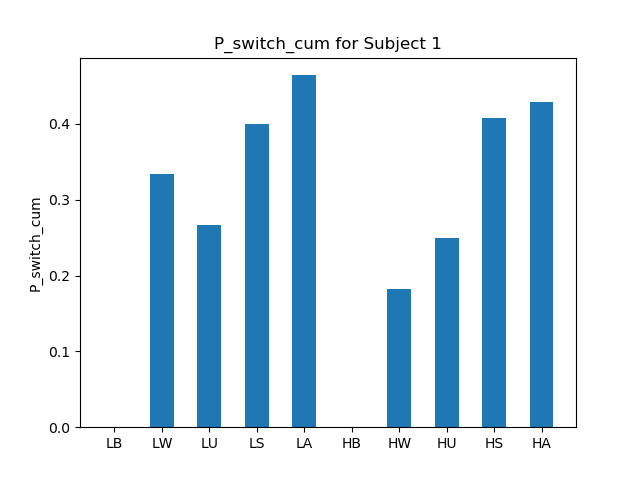 P_switch_cum for Subject 1
P_switch_cum
0.4
0.3
0.2
0.1
0.0
LB LW LU LS LA HB HW HU HS HA